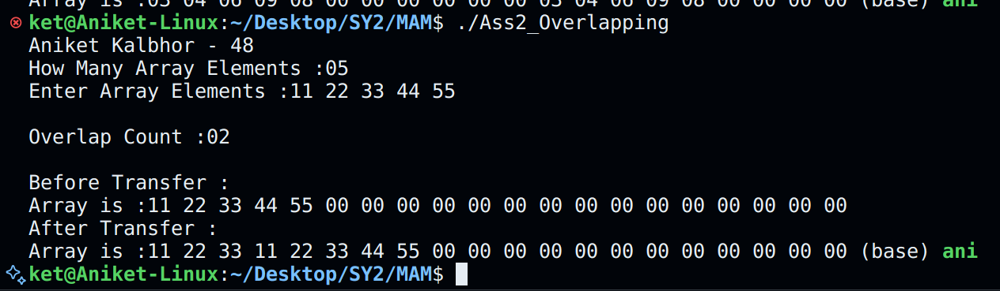 Array is :03 04 06 09 08 00 00 00 00 00 00 03 04 06 09 08 00 00 00 00 (base) ani
ket@Aniket-Linux:~/Desktop/SY2/MAM$ ./Ass2_Overlapping
Aniket Kalbhor - 48
How Many Array Elements :05
Enter Array Elements :11 22 33 44 55
Overlap Count :02
Before Transfer :
Array is :11 22 33 44 55 00 00 00 00 00 00 00 00 00 00 00 00 00 00 00
After Transfer :
Array is :11 22 33 11 22 33 44 55 00 00 00 00 00 00 00 00 00 00 00 00 (base) ani
ket@Aniket-Linux:~/Desktop/SY2/MAM$